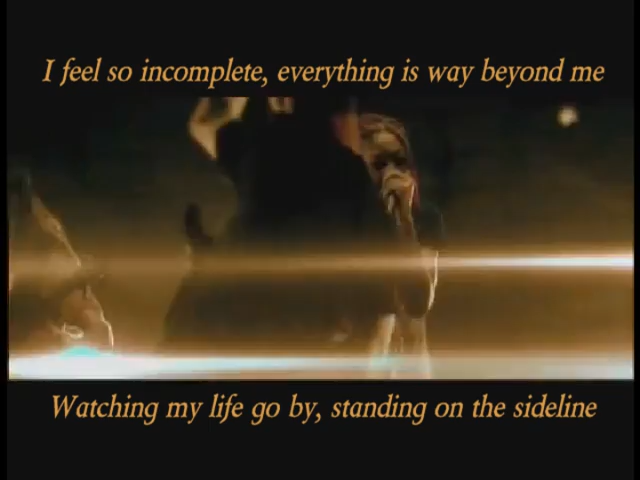 I feel so incomplete, everything is way beyond me
Watching my life go by, standing on the sideline